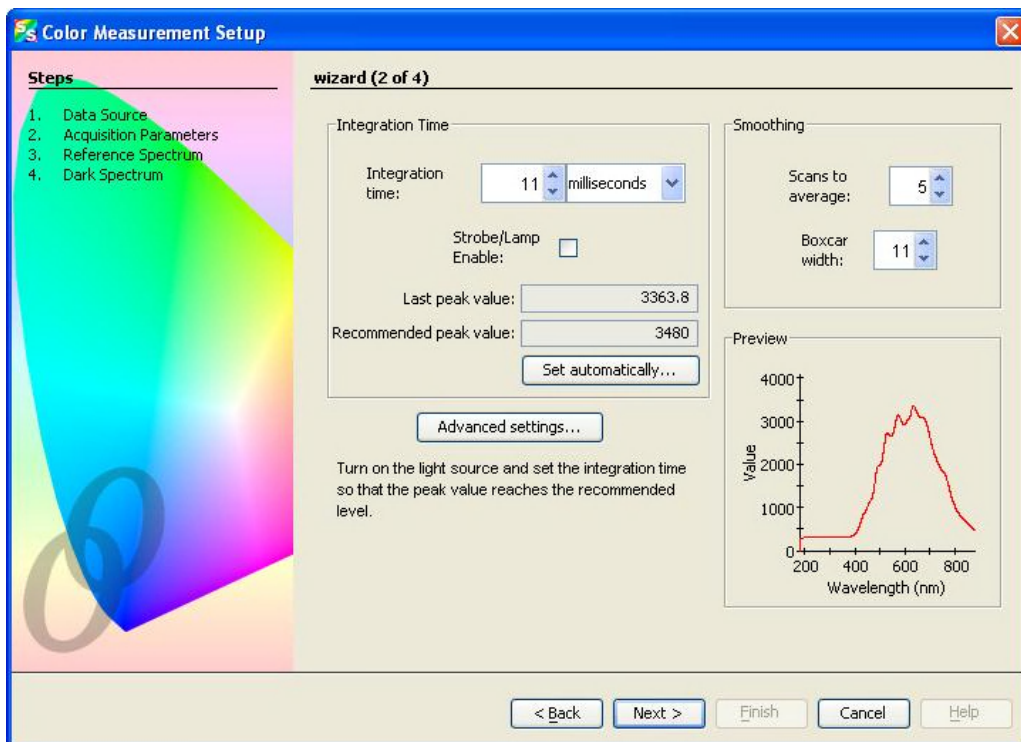 Color Measurement Setup
Steps
1. Data Source
2. Acquisition Parameters
3. Reference Spectrum
4. Dark Spectrum
wizard (2 of 4)
Integration Time
Integration
time:
11
milliseconds
Strobe/Lamp
Enable:
Last peak value:
3363.8
Recommended peak value:
3480
Set automatically...
Advanced settings...
Turn on the light source and set the integration time
so that the peak value reaches the recommended
level.
Smoothing
Scans to
average:
5
Boxcar
width:
11
Preview
4000
3000
2000
1000
0
Value
200 400 600 800
Wavelength (nm)
< Back
Next >
Finish
Cancel
Help